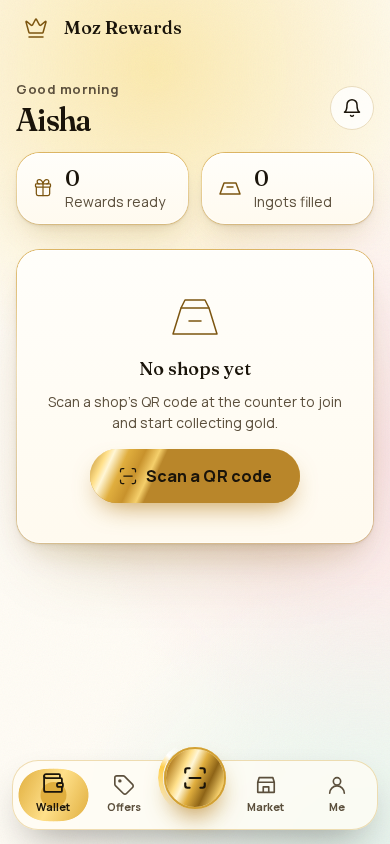 Moz Rewards
Good morning
Aisha
0
Rewards ready
0
Ingots filled
No shops yet
Scan a shop's QR code at the counter to join
and start collecting gold.
Scan a QR code
Wallet
Offers
Market
Me